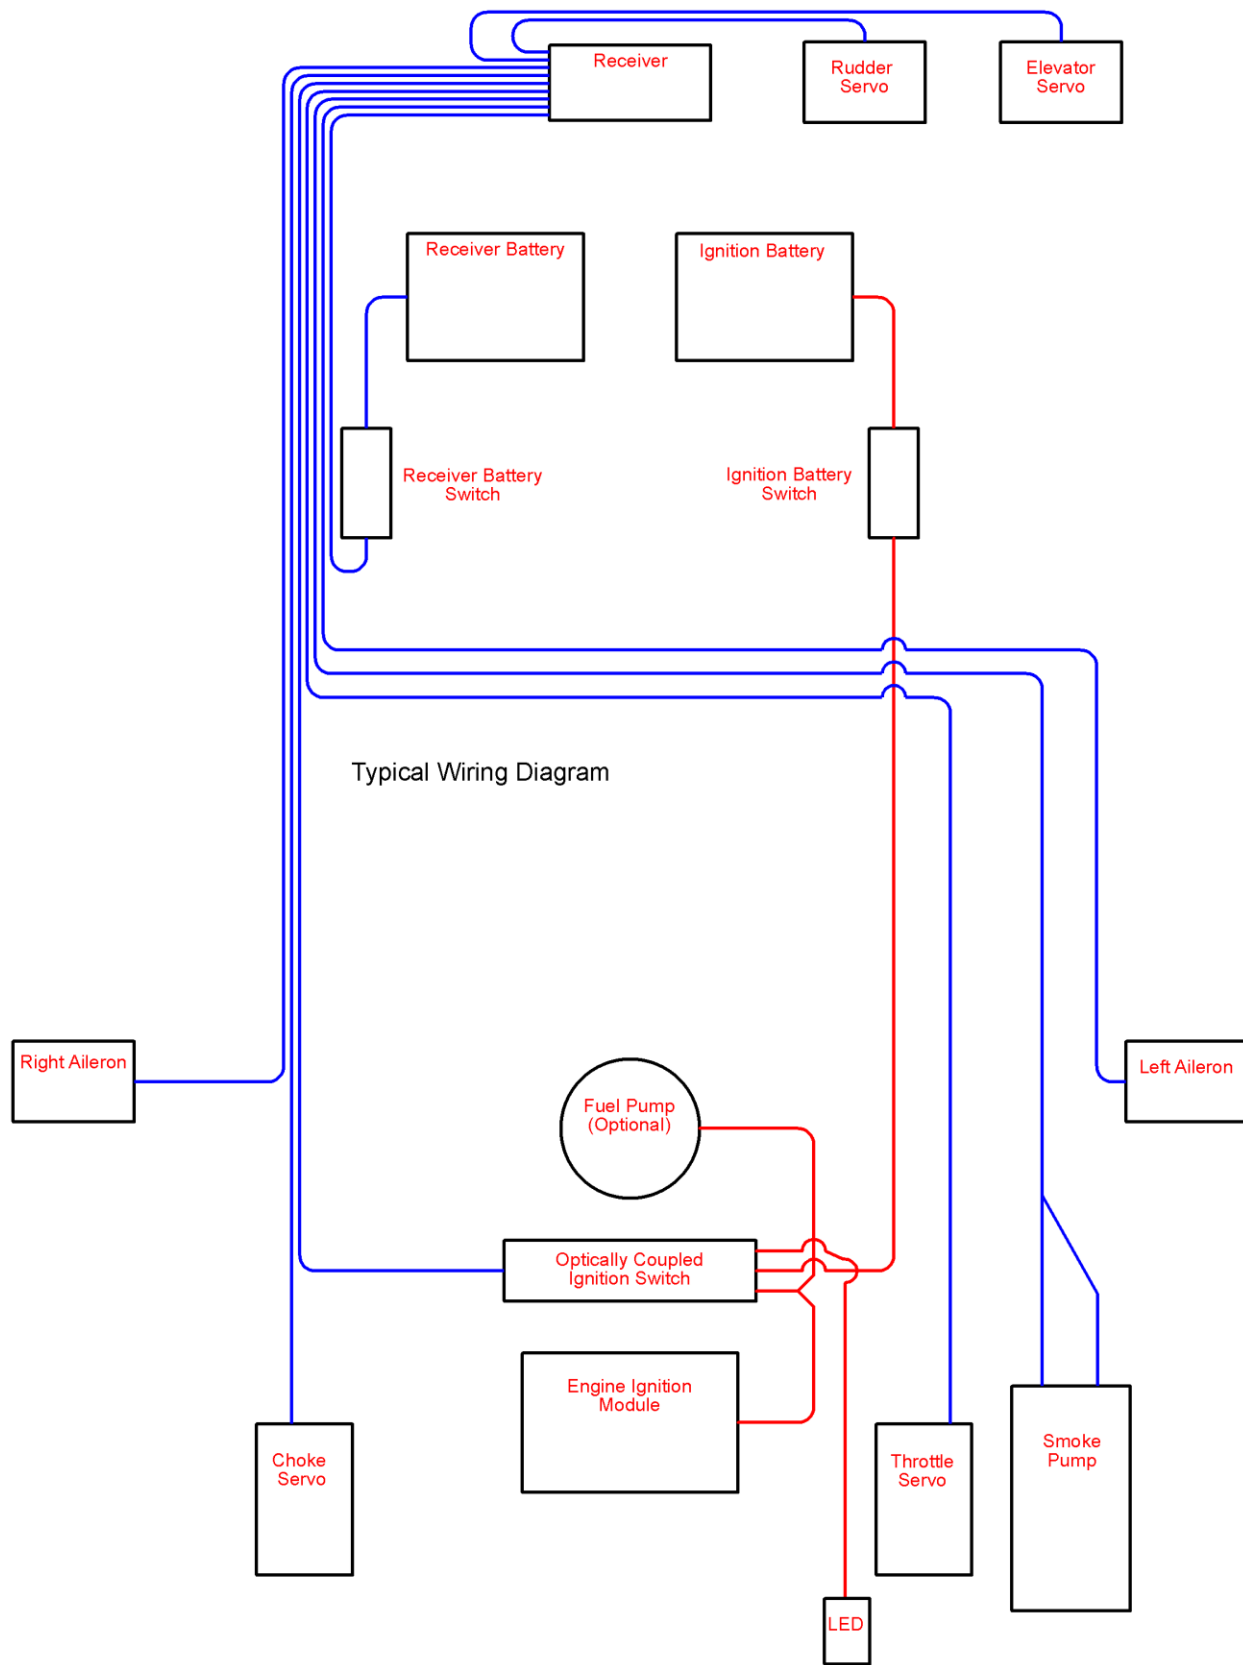 Receiver
Rudder
Servo
Elevator
Servo
Receiver Battery
Ignition Battery
Receiver Battery
Switch
Ignition Battery
Switch
Typical Wiring Diagram
Right Aileron
Left Aileron
Fuel Pump
(Optional)
Optically Coupled
Ignition Switch
Engine Ignition
Module
Choke
Servo
Throttle
Servo
Smoke
Pump
LED